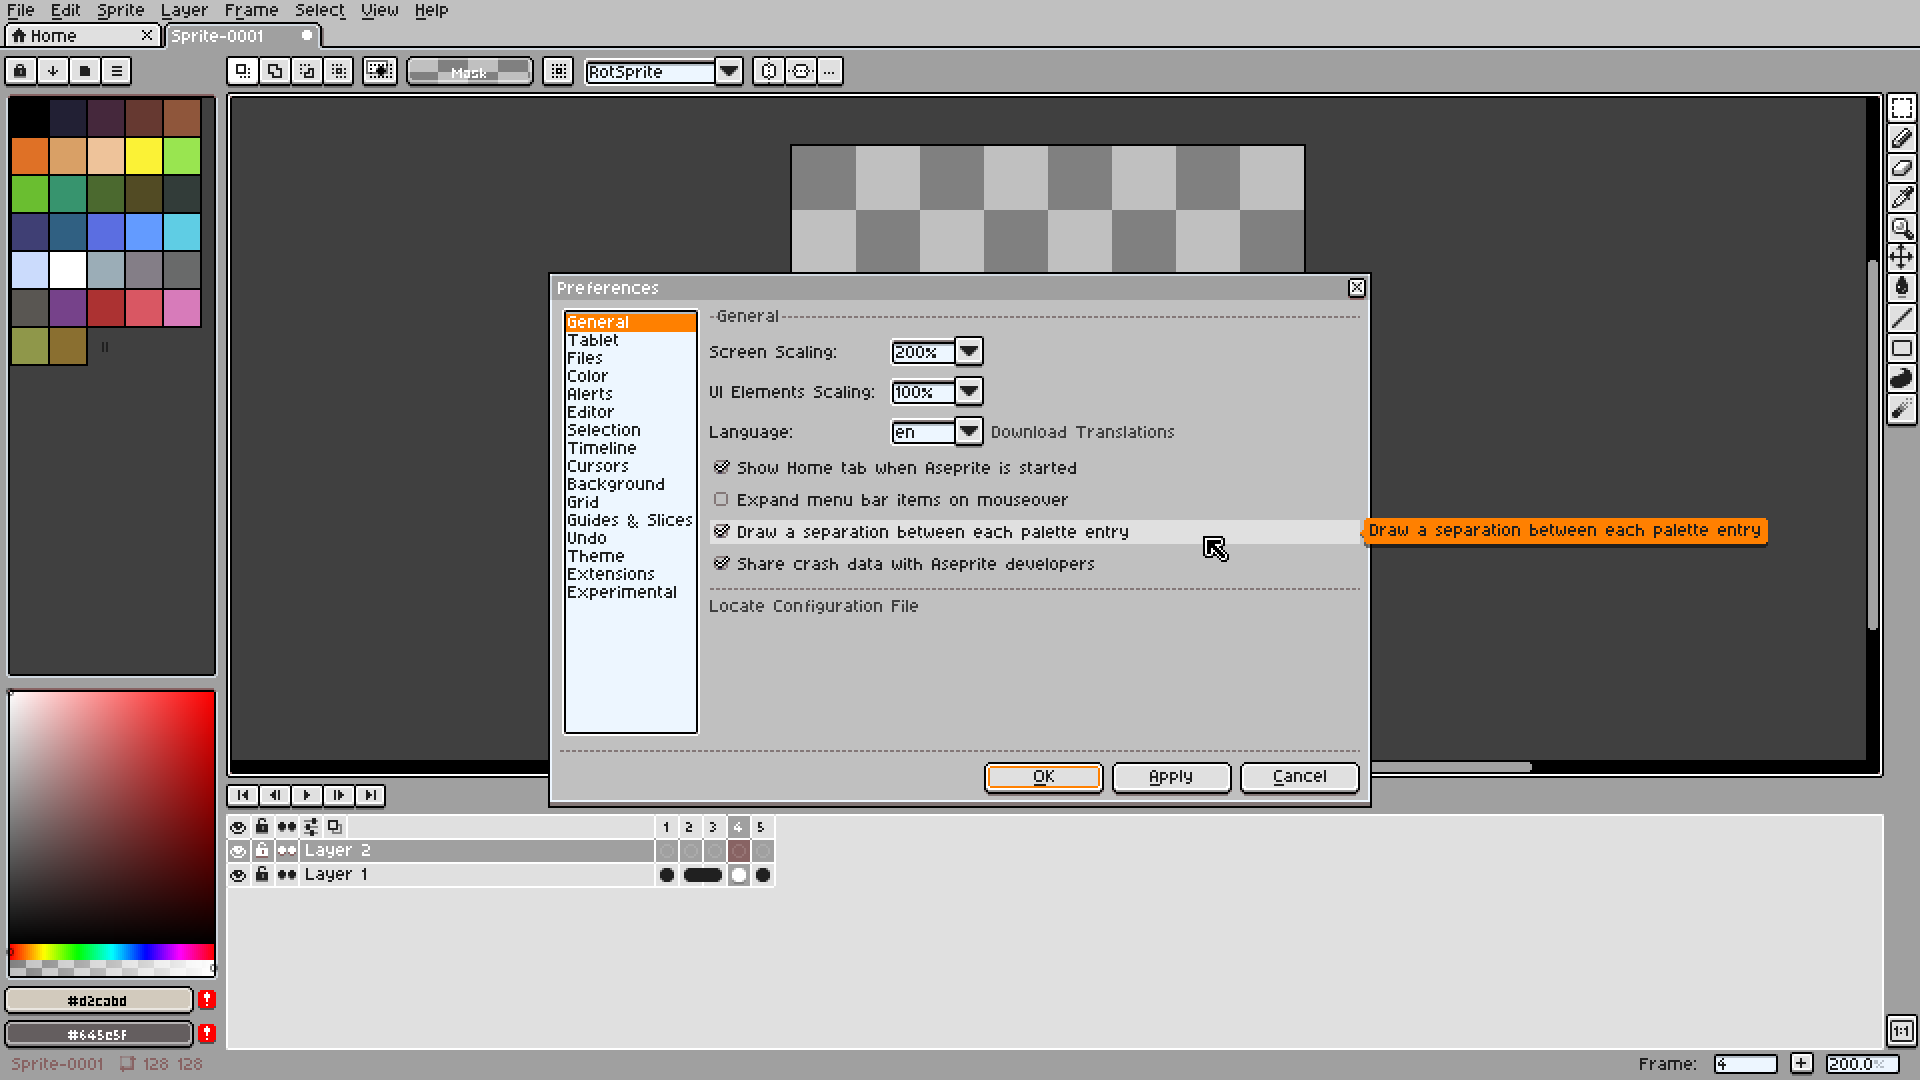 File Edit Sprite Layer Frame Select View Help
Home Sprite-0001
Mask RotSprite
Preferences
General
Tablet
Files
Color
Alerts
Editor
Selection
Timeline
Cursors
Background
Grid
Guides & Slices
Undo
Theme
Extensions
Experimental
General
Screen Scaling: 200%
UI Elements Scaling: 100%
Language: en Download Translations
Show Home tab when Aseprite is started
Expand menu bar items on mouseover
Draw a separation between each palette entry
Draw a separation between each palette entry
Share crash data with Aseprite developers
Locate Configuration File
OK Apply Cancel
1 2 3 4 5
Layer 2
Layer 1
#d2cabd
#645e5f
1:1
Sprite-0001 128 128
Frame: 4 + 200.0%